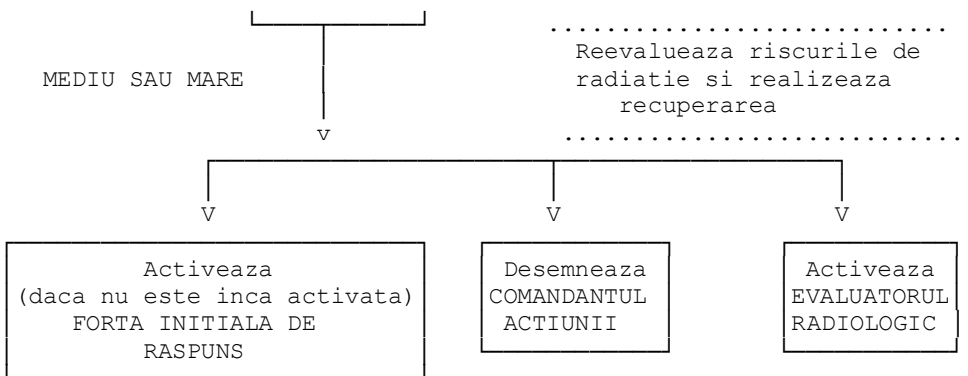 Reevalueaza riscurile de
MEDIU SAU MARE
radiatie si realizeaza
recuperarea
v
V
V
V
Activeaza
(daca nu este inca activata)
FORTA INITIALA DE
RASPUNS
Desemneaza
COMANDANTUL
ACTIUNII
Activeaza
EVALUATORUL
RADIOLOGIC